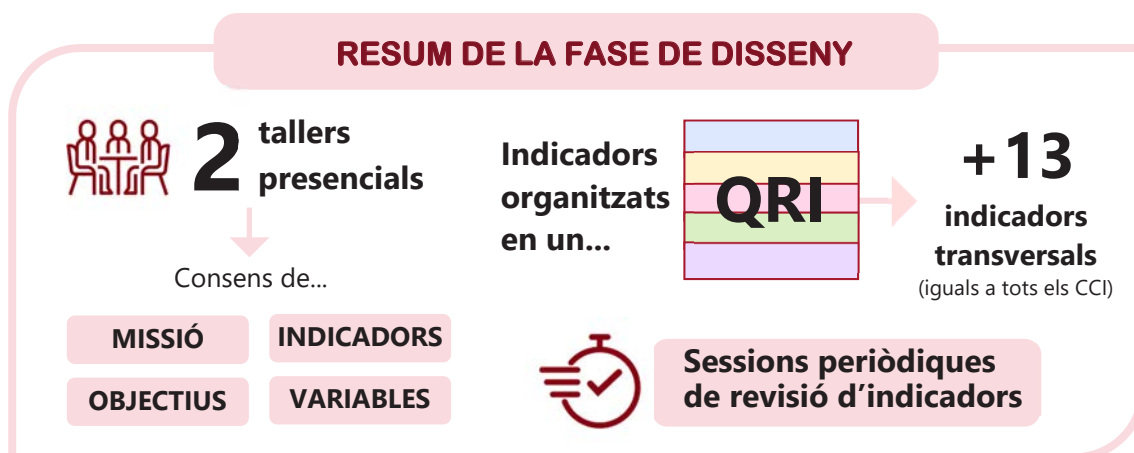 RESUM DE LA FASE DE DISSENY
2
tallers
presencials
Consens de...
MISSIÓ
INDICADORS
OBJECTIUS
VARIABLES
Indicadors
organitzats
en un...
QRI
+13
indicadors
transversals
(iguals a tots els CCI)
Sessions periòdiques
de revisió d’indicadors